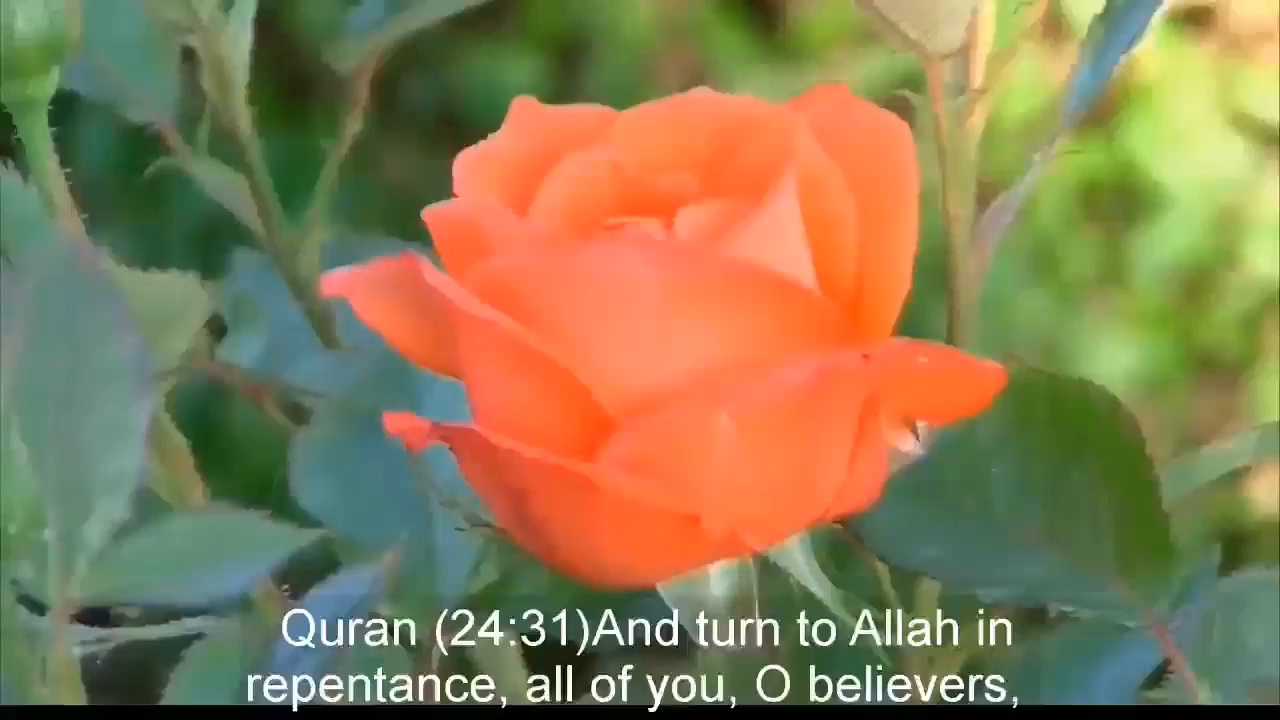 Quran (24:31)And turn to Allah in
repentance, all of you, O believers,